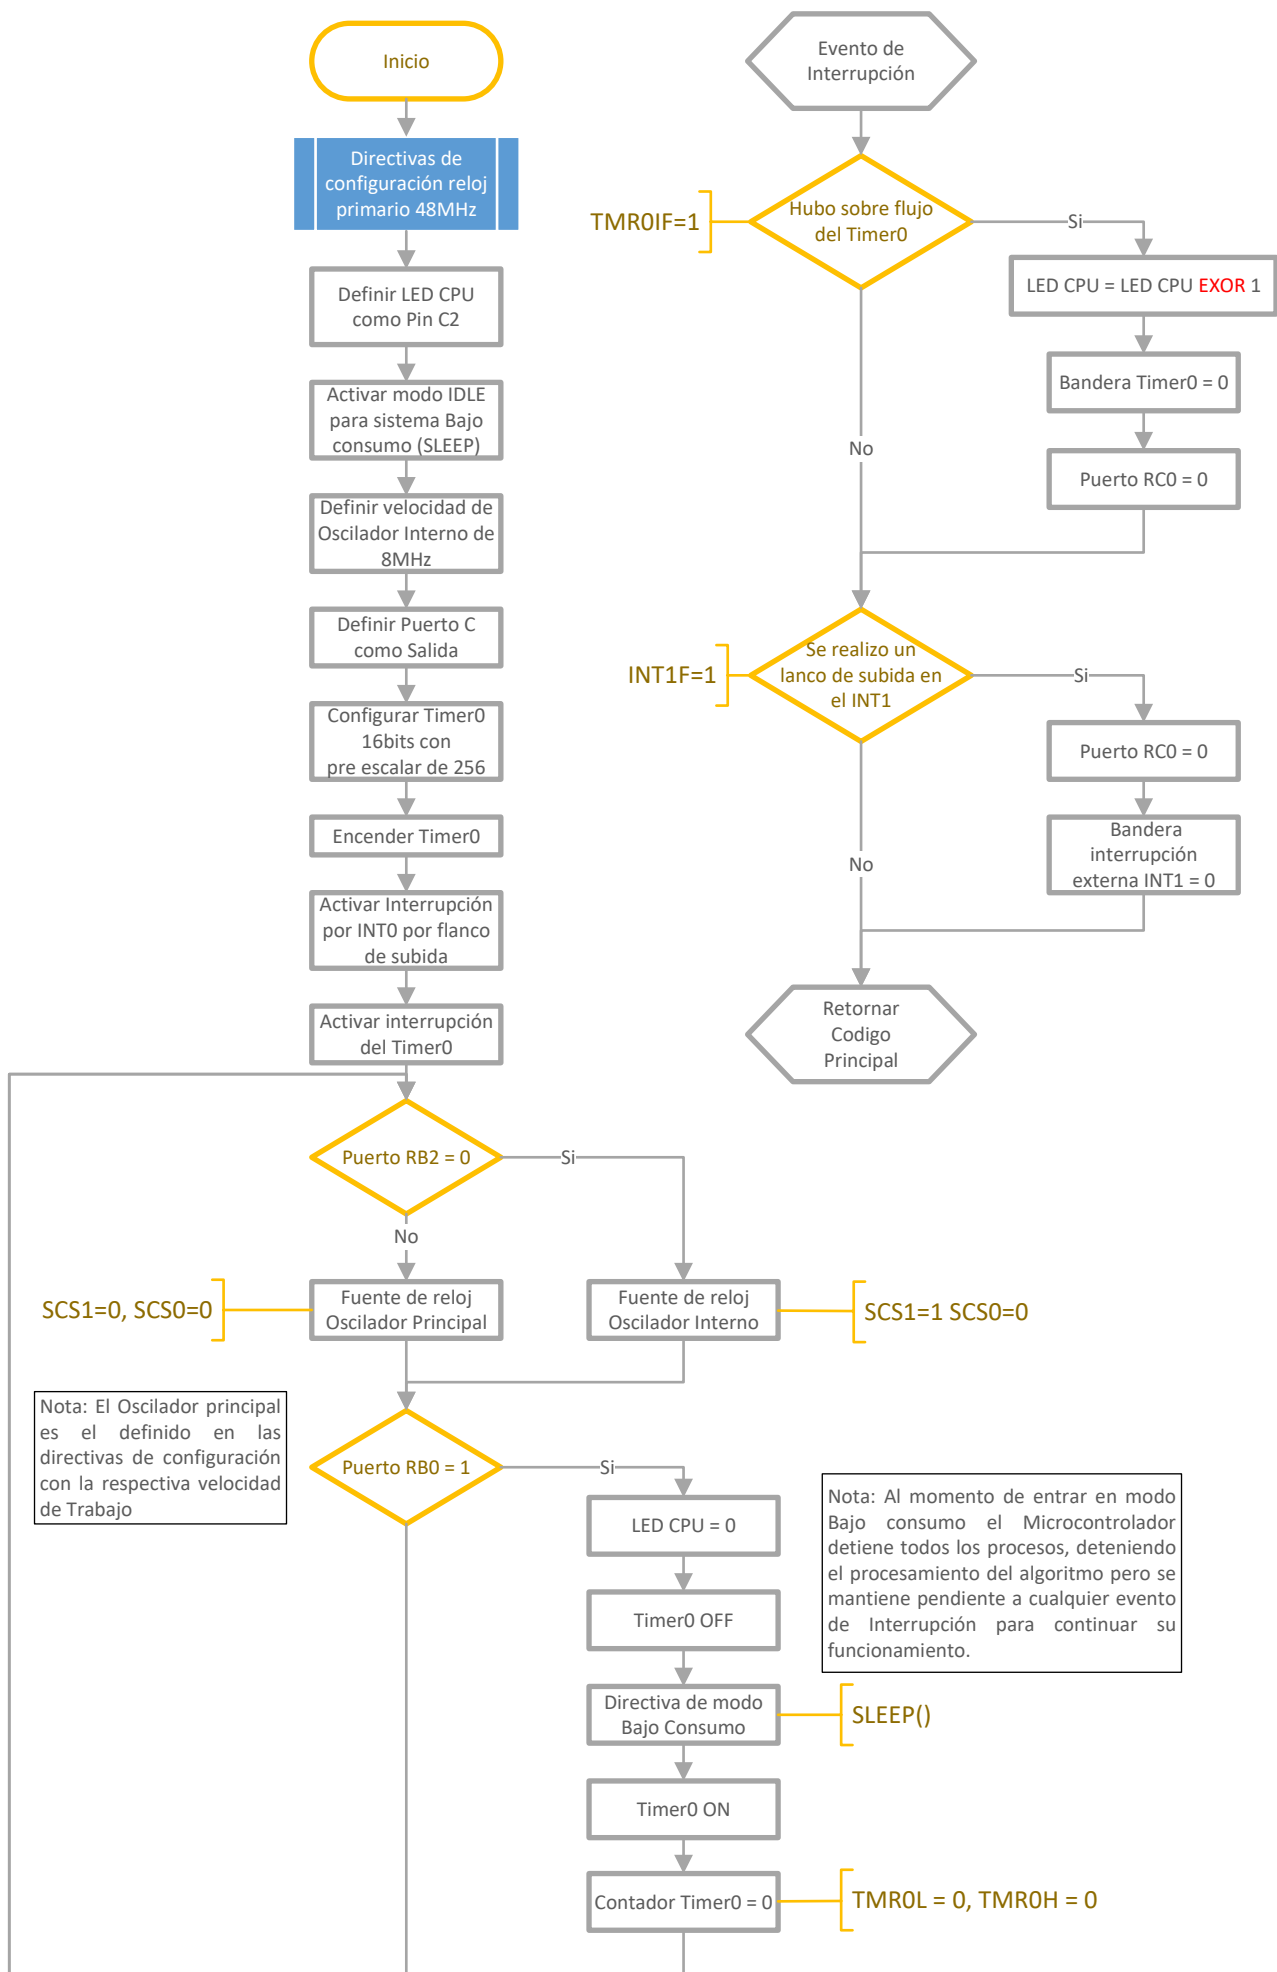 Inicio
Directivas de
configuración reloj
primario 48MHz
Definir LED CPU
como Pin C2
Activar modo IDLE
para sistema Bajo
consumo (SLEEP)
Definir velocidad de
Oscilador Interno de
8MHz
Definir Puerto C
como Salida
Configurar Timer0
16bits con
pre escalar de 256
Encender Timer0
Activar Interrupción
por INT0 por flanco
de subida
Activar interrupción
del Timer0
Puerto RB2 = 0
Si
No
SCS1=0, SCS0=0
Fuente de reloj
Oscilador Principal
Fuente de reloj
Oscilador Interno
SCS1=1 SCS0=0
Nota: El Oscilador principal
es el definido en las
directivas de configuración
con la respectiva velocidad
de Trabajo
Puerto RB0 = 1
Si
LED CPU = 0
Timer0 OFF
Directiva de modo
Bajo Consumo
SLEEP()
Timer0 ON
Contador Timer0 = 0
TMR0L = 0, TMR0H = 0
Nota: Al momento de entrar en modo
Bajo consumo el Microcontrolador
detiene todos los procesos, deteniendo
el procesamiento del algoritmo pero se
mantiene pendiente a cualquier evento
de Interrupción para continuar su
funcionamiento.
Evento de
Interrupción
TMR0IF=1
Hubo sobre flujo
del Timer0
Si
LED CPU = LED CPU EXOR 1
Bandera Timer0 = 0
Puerto RC0 = 0
No
INT1F=1
Se realizo un
lanco de subida en
el INT1
Si
Puerto RC0 = 0
Bandera
interrupción
externa INT1 = 0
No
Retornar
Codigo
Principal